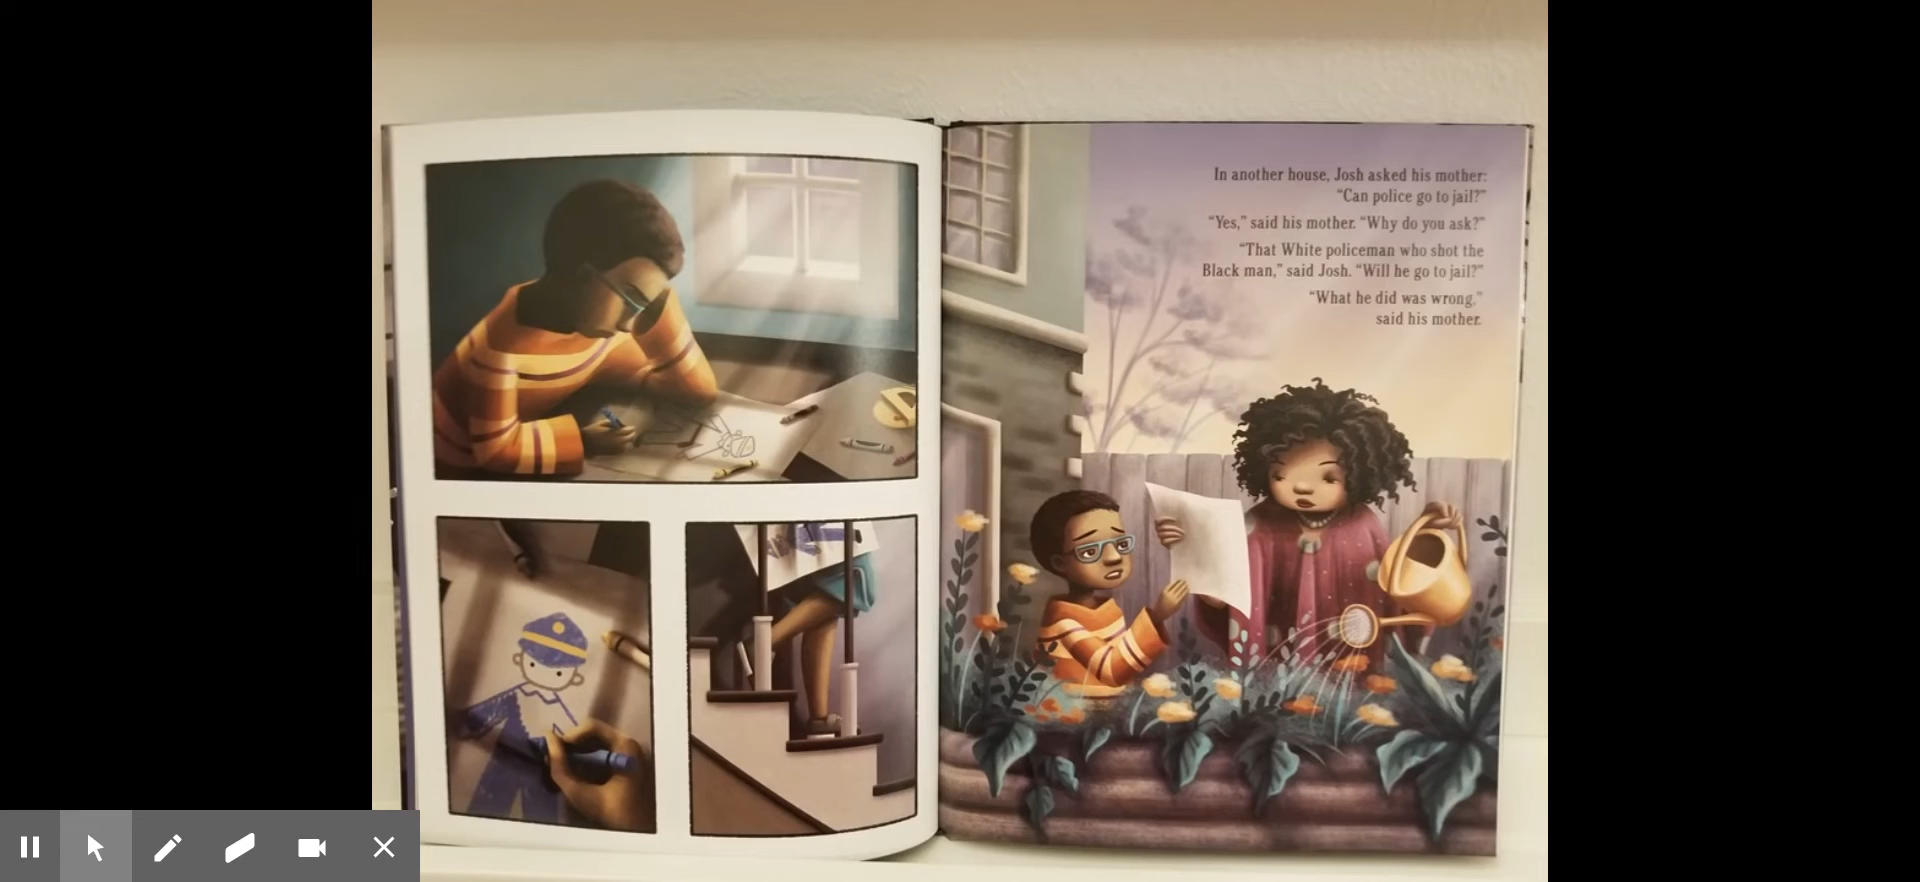 In another house, Josh asked his mother:
“Can police go to jail?”
“Yes,” said his mother. “Why do you ask?”
“That White policeman who shot the
Black man,” said Josh. “Will he go to jail?”
“What he did was wrong,”
said his mother.